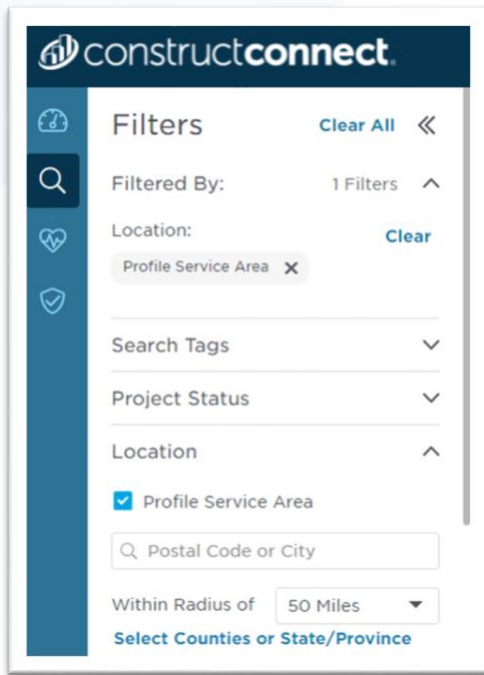 constructconnect.
Filters Clear All
Filtered By: 1 Filters
Location: Clear
Profile Service Area
Search Tags
Project Status
Location
Profile Service Area
Postal Code or City
Within Radius of 50 Miles
Select Counties or State/Province